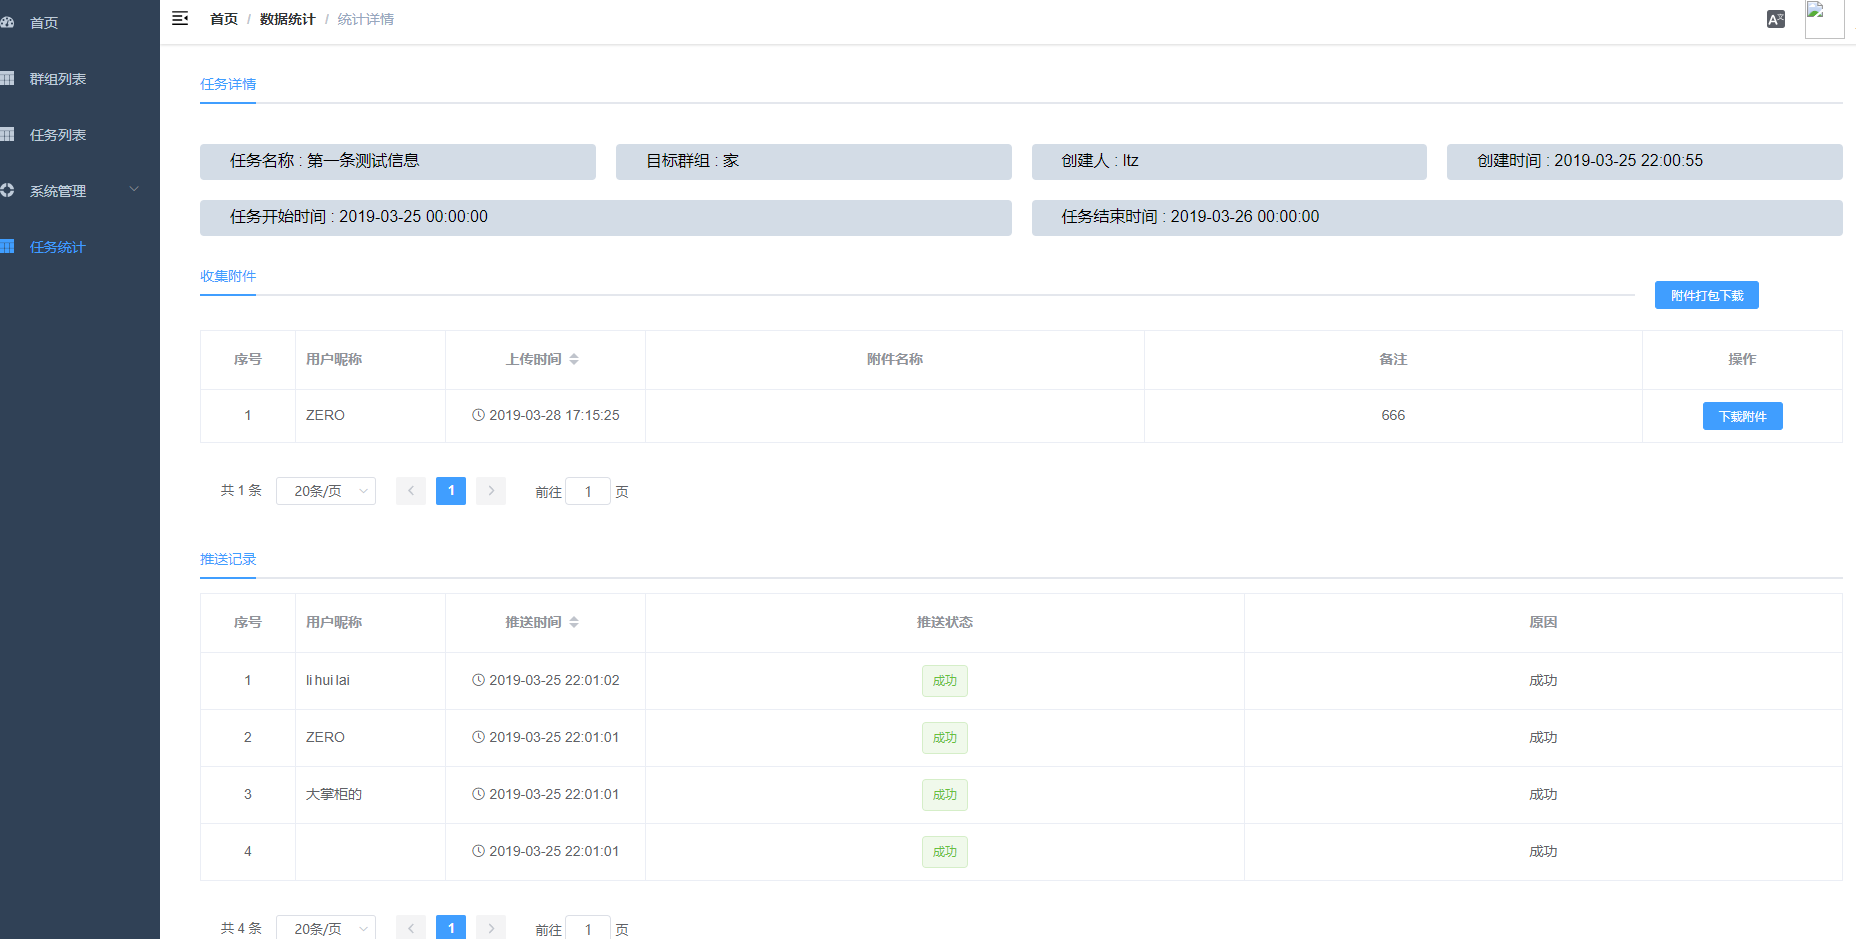 首页
群组列表
任务列表
系统管理
任务统计
首页 / 数据统计 / 统计详情
任务详情
任务名称 : 第一条测试信息 目标群组 : 家 创建人 : ltz 创建时间 : 2019-03-25 22:00:55
任务开始时间 : 2019-03-25 00:00:00 任务结束时间 : 2019-03-26 00:00:00
收集附件 附件打包下载
序号 用户昵称 上传时间 附件名称 备注 操作
1 ZERO 2019-03-28 17:15:25 666 下载附件
共 1 条 20条/页 1 前往 1 页
推送记录
序号 用户昵称 推送时间 推送状态 原因
1 li hui lai 2019-03-25 22:01:02 成功 成功
2 ZERO 2019-03-25 22:01:01 成功 成功
3 大掌柜的 2019-03-25 22:01:01 成功 成功
4 2019-03-25 22:01:01 成功 成功
共 4 条 20条/页 1 前往 1 页